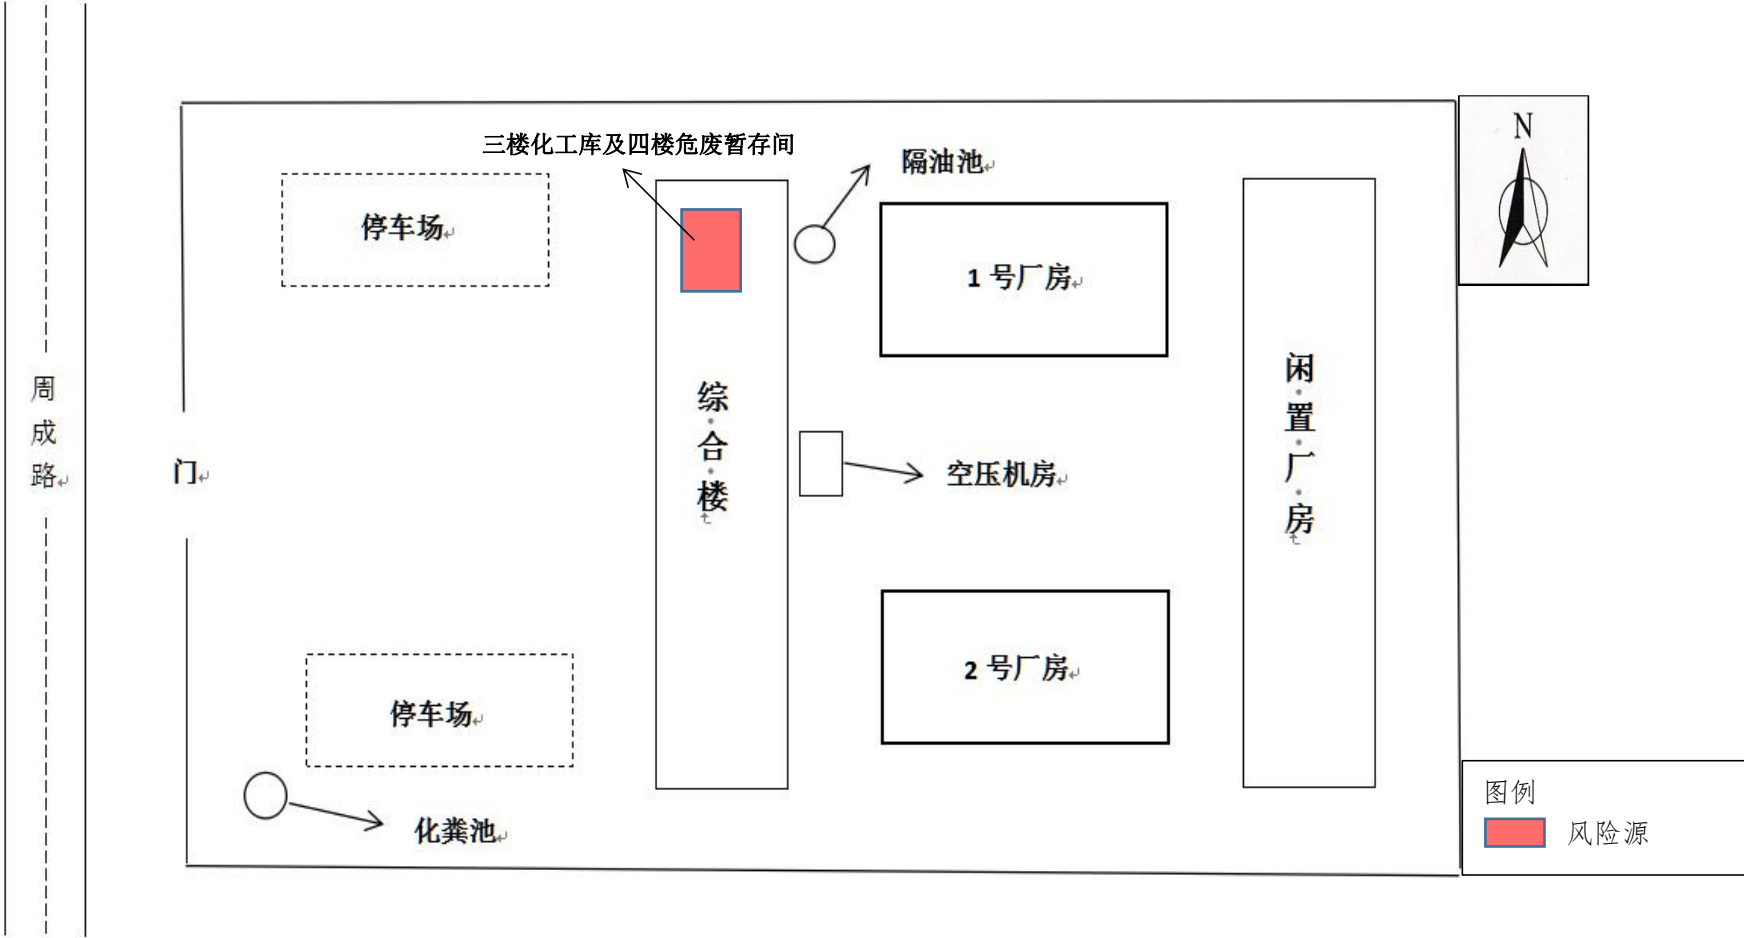 三楼化工库及四楼危废暂存间
N
隔油池
停车场
1 号厂房
周成路
门
综合楼
闲置厂房
空压机房
2 号厂房
停车场
化粪池
图例
风险源